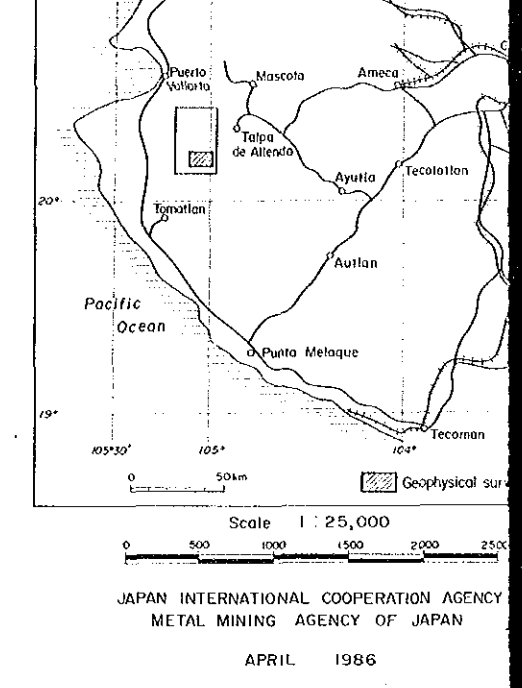 Puerto
Vallarta
Mascota
Ameca
Talpa
de Allende
Ayutla
Tecolotlan
20°
Tomatlan
Autlan
Pacific
Ocean
Punta Melaque
19°
Tecoman
105°30'
105°
104°
0 50km
Geophysical
Scale 1 : 25,000
0 500 1000 1500 2000
JAPAN INTERNATIONAL COOPERATION AGENCY
METAL MINING AGENCY OF JAPAN
APRIL 1986